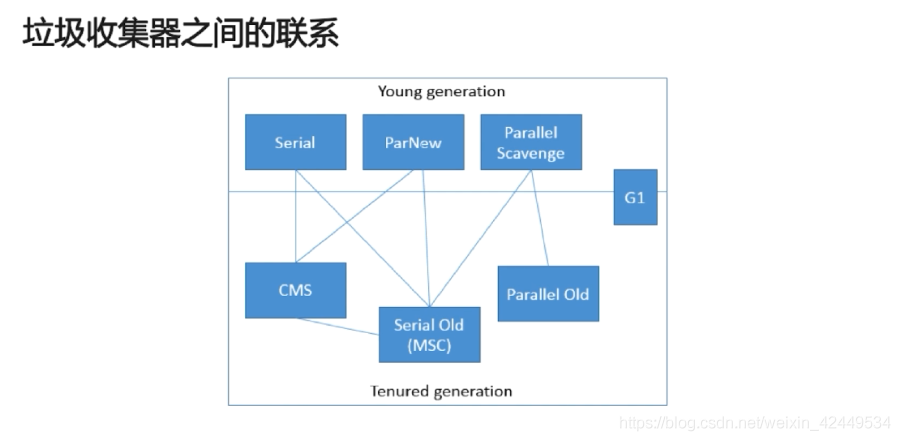 垃圾收集器之间的联系
Young generation
Serial
ParNew
Parallel
Scavenge
G1
CMS
Serial Old
(MSC)
Parallel Old
Tenured generation
https://blog.csdn.net/weixin_42449534